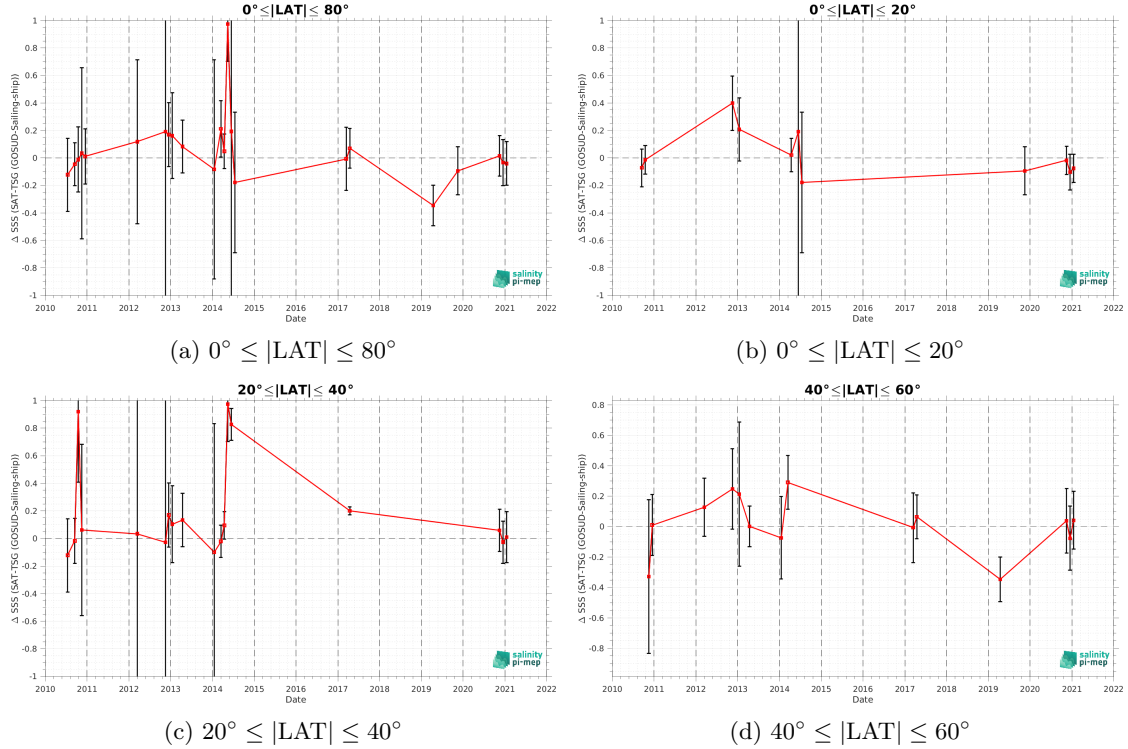 0°≤|LAT|≤ 80°
Δ SSS (SAT-TSG (GOSUD-Sailing-ship))
1
0.8
0.6
0.4
0.2
0
-0.2
-0.4
-0.6
-0.8
-1
2010 2011 2012 2013 2014 2015 2016 2017 2018 2019 2020 2021 2022
Date
salinity
pi-mep
(a) 0° ≤ |LAT| ≤ 80°
0°≤|LAT|≤ 20°
Δ SSS (SAT-TSG (GOSUD-Sailing-ship))
1
0.8
0.6
0.4
0.2
0
-0.2
-0.4
-0.6
-0.8
-1
2010 2011 2012 2013 2014 2015 2016 2017 2018 2019 2020 2021 2022
Date
salinity
pi-mep
(b) 0° ≤ |LAT| ≤ 20°
20°≤|LAT|≤ 40°
Δ SSS (SAT-TSG (GOSUD-Sailing-ship))
1
0.8
0.6
0.4
0.2
0
-0.2
-0.4
-0.6
-0.8
-1
2010 2011 2012 2013 2014 2015 2016 2017 2018 2019 2020 2021 2022
Date
salinity
pi-mep
(c) 20° ≤ |LAT| ≤ 40°
40°≤|LAT|≤ 60°
Δ SSS (SAT-TSG (GOSUD-Sailing-ship))
0.8
0.6
0.4
0.2
0
-0.2
-0.4
-0.6
-0.8
2010 2011 2012 2013 2014 2015 2016 2017 2018 2019 2020 2021 2022
Date
salinity
pi-mep
(d) 40° ≤ |LAT| ≤ 60°